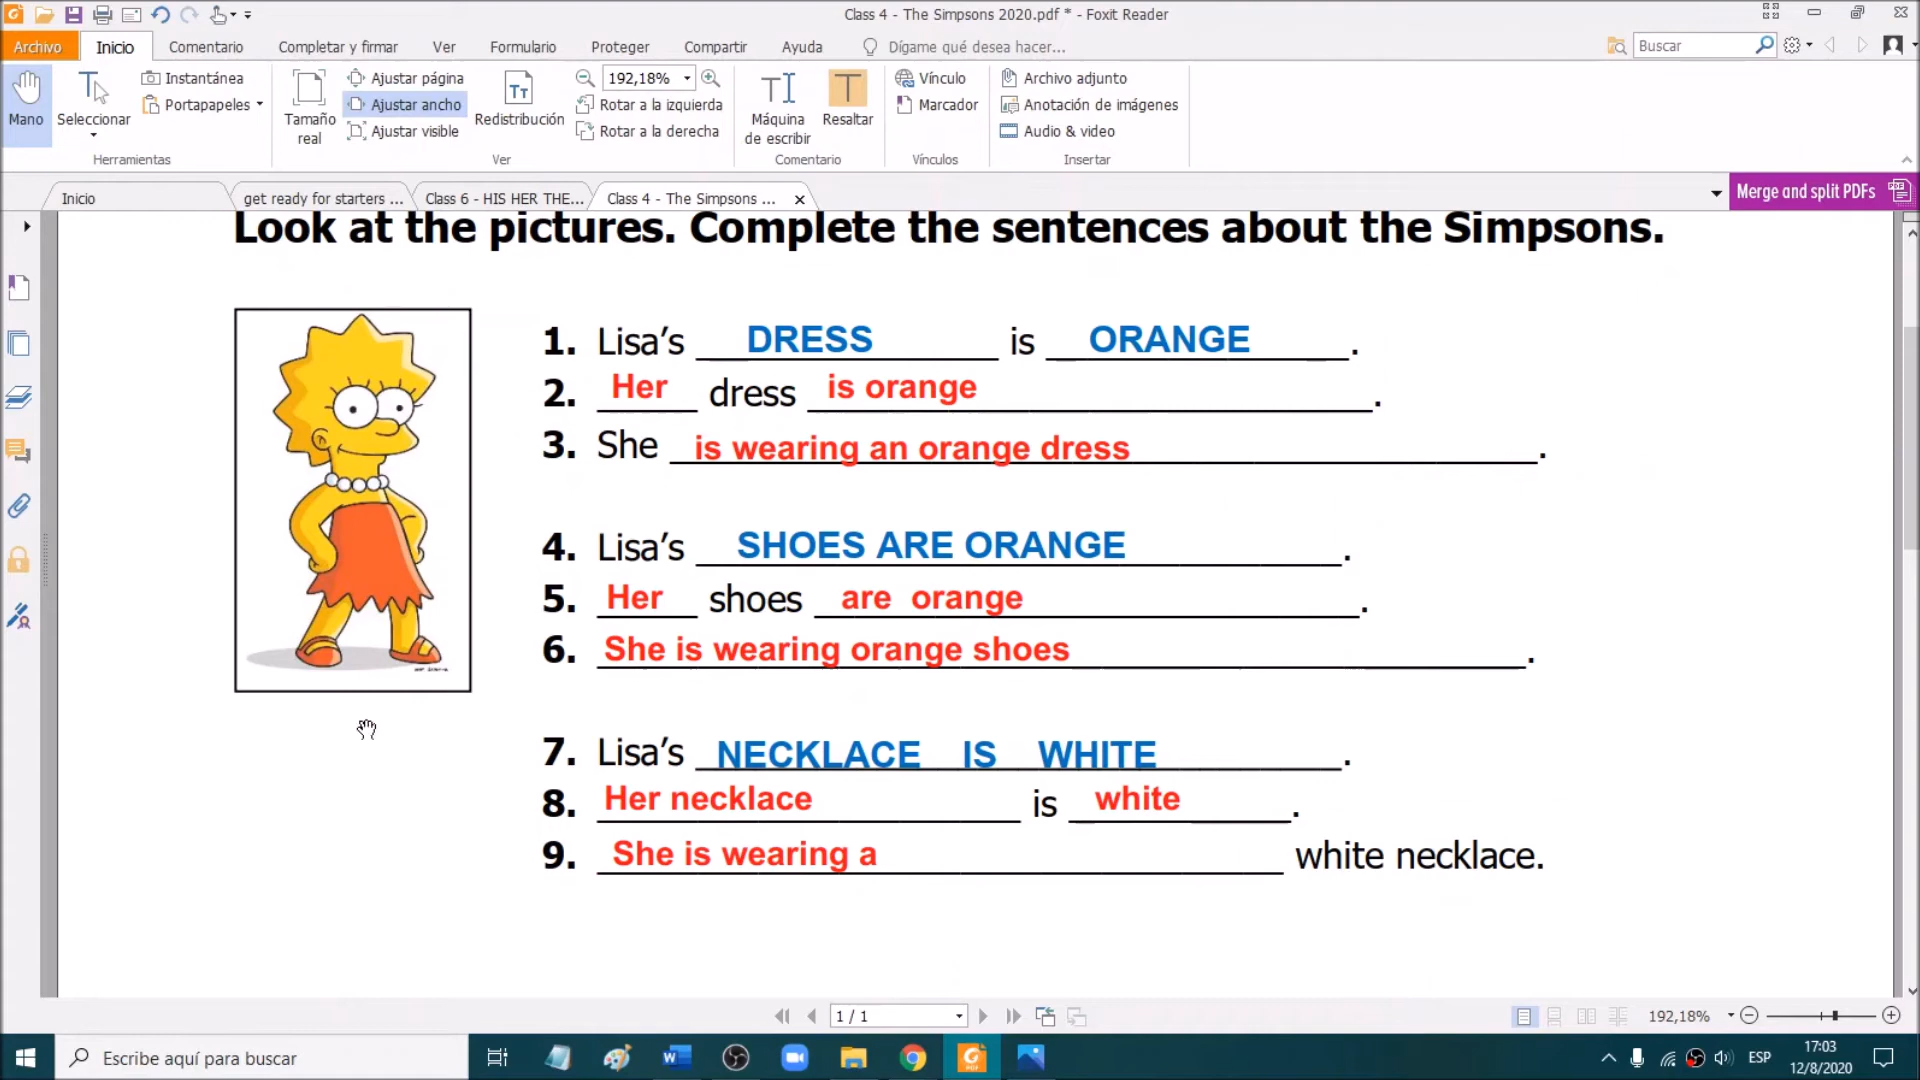 Class 4 - The Simpsons 2020.pdf * - Foxit Reader
Archivo Inicio Comentario Completar y firmar Ver Formulario Proteger Compartir Ayuda Dígame qué desea hacer... Buscar
Mano
Seleccionar
Instantánea
Portapapeles
Herramientas
Tamaño real
Ajustar página
Ajustar ancho
Ajustar visible
Redistribución
192,18%
Rotar a la izquierda
Rotar a la derecha
Ver
Máquina de escribir
Resaltar
Comentario
Vínculo
Marcador
Vínculos
Archivo adjunto
Anotación de imágenes
Audio & video
Insertar
Inicio get ready for starters ... Class 6 - HIS HER THE... Class 4 - The Simpsons ... Merge and split PDFs
Look at the pictures. Complete the sentences about the Simpsons.
1. Lisa’s DRESS is ORANGE.
2. Her dress is orange.
3. She is wearing an orange dress.
4. Lisa’s SHOES ARE ORANGE.
5. Her shoes are orange.
6. She is wearing orange shoes.
7. Lisa’s NECKLACE IS WHITE.
8. Her necklace is white.
9. She is wearing a white necklace.
1 / 1 192,18%
Escribe aquí para buscar
ESP
17:03
12/8/2020